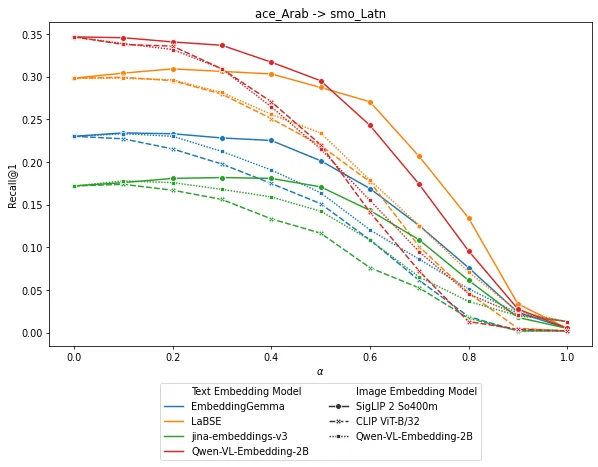 ace_Arab -> smo_Latn
Recall@1
0.35
0.30
0.25
0.20
0.15
0.10
0.05
0.00
0.0 0.2 0.4 0.6 0.8 1.0
α
Text Embedding Model Image Embedding Model
EmbeddingGemma SigLIP 2 So400m
LaBSE CLIP ViT-B/32
jina-embeddings-v3 Qwen-VL-Embedding-2B
Qwen-VL-Embedding-2B